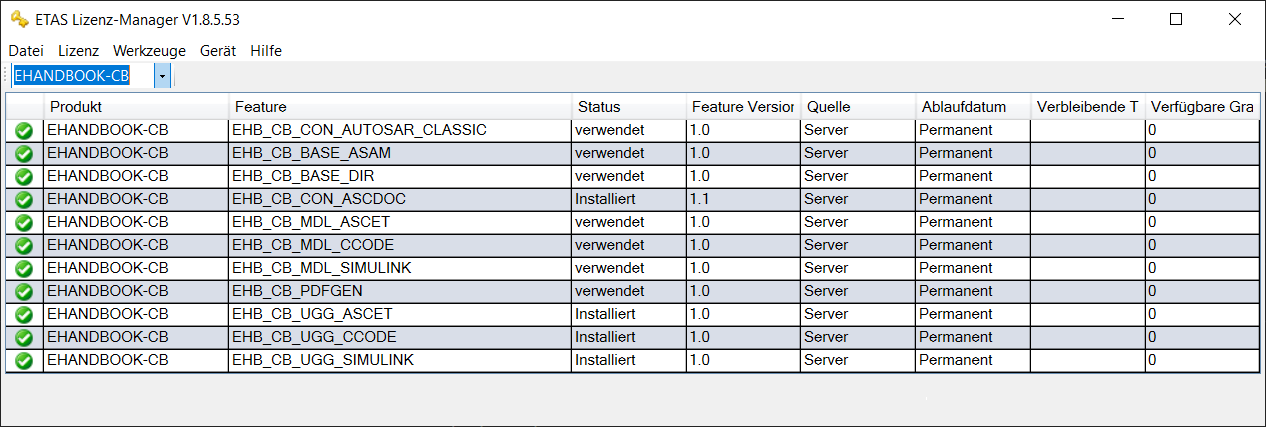 ETAS Lizenz-Manager V1.8.5.53
Datei Lizenz Werkzeuge Gerät Hilfe
EHANDBOOK-CB
Produkt Feature Status Feature Version Quelle Ablaufdatum Verbleibende T Verfügbare Gra
EHANDBOOK-CB EHB_CB_CON_AUTOSAR_CLASSIC verwendet 1.0 Server Permanent 0
EHANDBOOK-CB EHB_CB_BASE_ASAM verwendet 1.0 Server Permanent 0
EHANDBOOK-CB EHB_CB_BASE_DIR verwendet 1.0 Server Permanent 0
EHANDBOOK-CB EHB_CB_CON_ASCDOC Installiert 1.1 Server Permanent 0
EHANDBOOK-CB EHB_CB_MDL_ASCET verwendet 1.0 Server Permanent 0
EHANDBOOK-CB EHB_CB_MDL_CCODE verwendet 1.0 Server Permanent 0
EHANDBOOK-CB EHB_CB_MDL_SIMULINK verwendet 1.0 Server Permanent 0
EHANDBOOK-CB EHB_CB_PDFGEN verwendet 1.0 Server Permanent 0
EHANDBOOK-CB EHB_CB_UGG_ASCET Installiert 1.0 Server Permanent 0
EHANDBOOK-CB EHB_CB_UGG_CCODE Installiert 1.0 Server Permanent 0
EHANDBOOK-CB EHB_CB_UGG_SIMULINK Installiert 1.0 Server Permanent 0